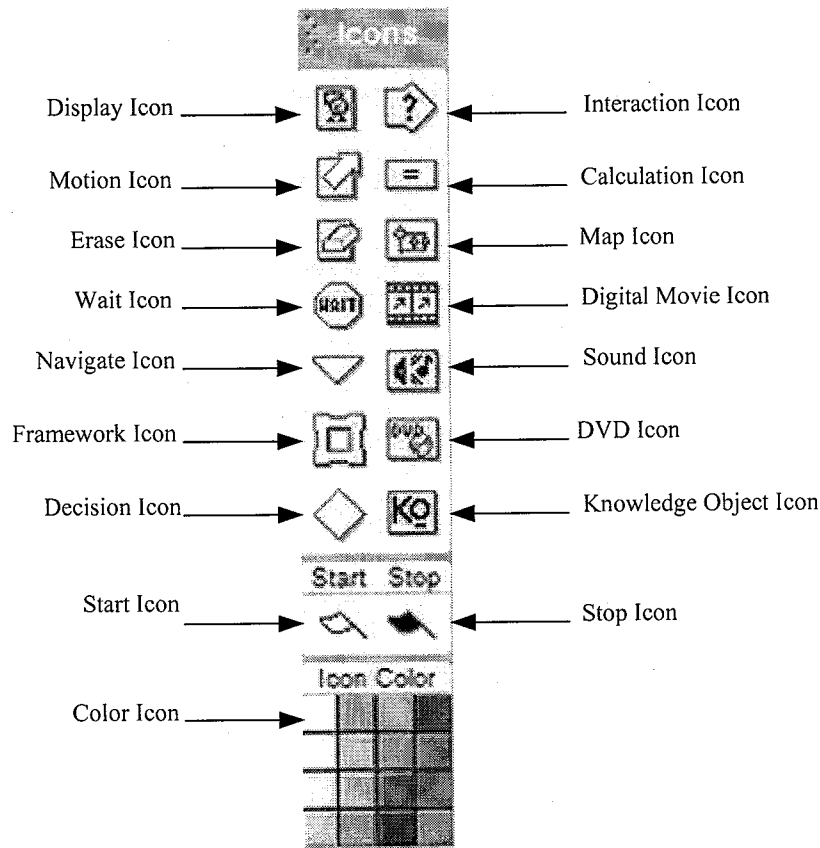 Icons
Display Icon
Interaction Icon
?
Motion Icon
Calculation Icon
=
Erase Icon
Map Icon
Wait Icon
WAIT
Digital Movie Icon
Navigate Icon
Sound Icon
Framework Icon
DVD
DVD Icon
Decision Icon
KO
Knowledge Object Icon
Start Stop
Start Icon
Stop Icon
Icon Color
Color Icon